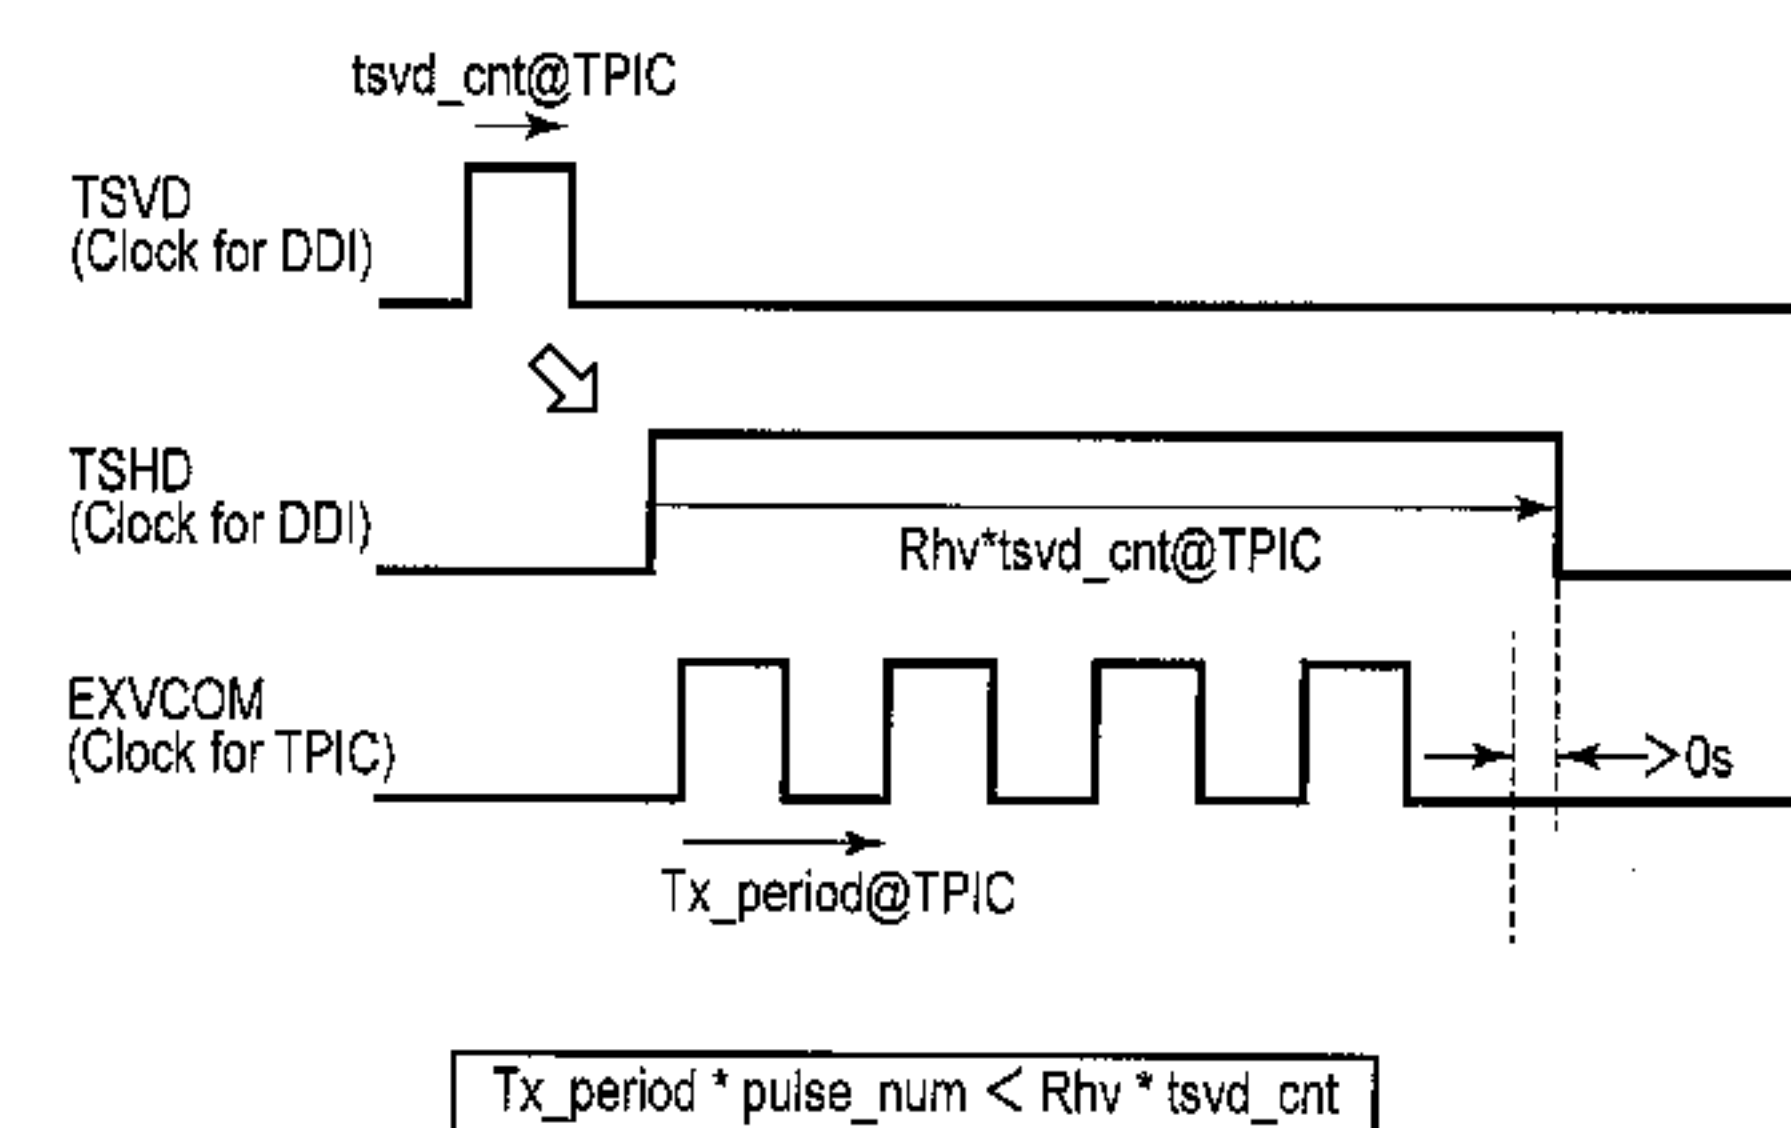 tsvd_cnt@TPIC
TSVD
(Clock for DDI)
TSHD
(Clock for DDI)
Rhv*tsvd_cnt@TPIC
EXVCOM
(Clock for TPIC)
>0s
Tx_period@TPIC
Tx_period * pulse_num < Rhv * tsvd_cnt